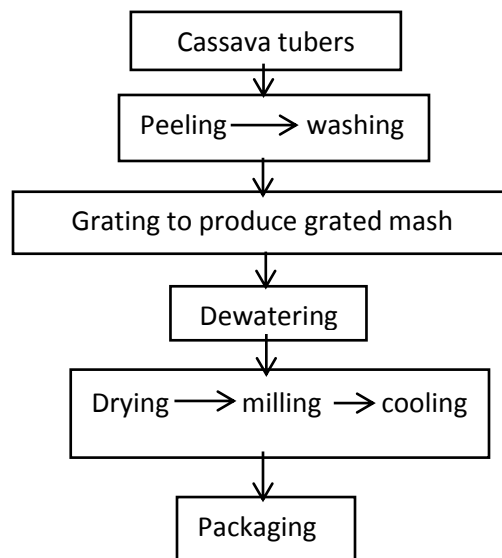 Cassava tubers
Peeling washing
Grating to produce grated mash
Dewatering
Drying milling cooling
Packaging